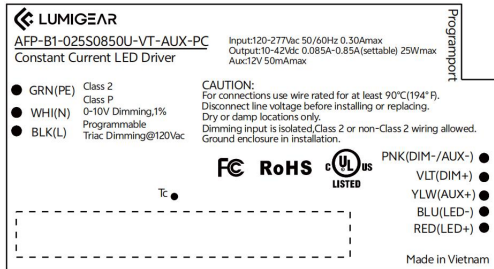 LUMIGEAR
AFP-B1-025S0850U-VT-AUX-PC
Constant Current LED Driver
Input:120-277Vac 50/60Hz 0.30Amax
Output:10-42Vdc 0.085A-0.85A(settable) 25Wmax
Aux:12V 50mAmax
Programport
GRN(PE)
WHI(N)
BLK(L)
Class 2
Class P
0-10V Dimming,1%
Programmable
Triac Dimming@120Vac
CAUTION:
For connections use wire rated for at least 90℃(194°F).
Disconnect line voltage before installing or replacing.
Dry or damp locations only.
Dimming input is isolated,Class 2 or non-Class 2 wiring allowed.
Ground enclosure in installation.
FC RoHS c UL us
LISTED
PNK(DIM-/AUX-)
VLT(DIM+)
YLW(AUX+)
BLU(LED-)
RED(LED+)
Tc
Made in Vietnam